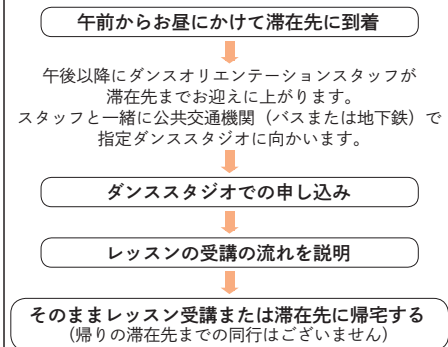 午前からお昼にかけて滞在先に到着
午後以降にダンスオリエンテーションスタッフが
滞在先までお迎えに上がります。
スタッフと一緒に公共交通機関（バスまたは地下鉄）で
指定ダンススタジオに向かいます。
ダンススタジオでの申し込み
レッスンの受講の流れを説明
そのままレッスン受講または滞在先に帰宅する
（帰りの滞在先までの同行はございません）